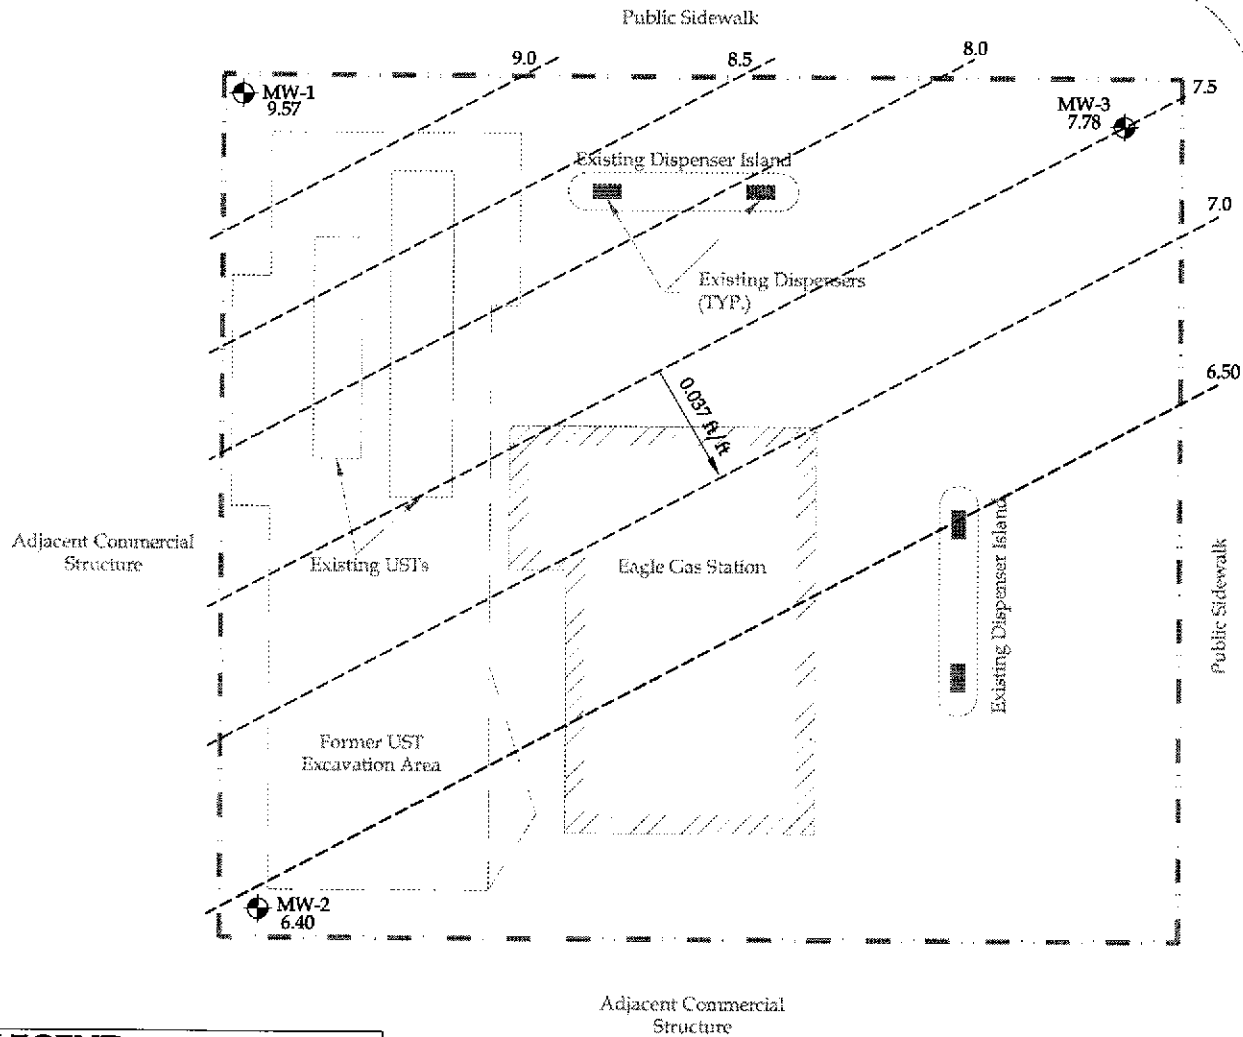 Public Sidewalk
9.0
8.5
8.0
7.5
MW-1
9.57
MW-3
7.78
Existing Dispenser Island
7.0
Existing Dispensers
(TYP.)
6.50
0.037 ft/ft
Adjacent Commercial
Structure
Existing USTs
Eagle Gas Station
Existing Dispenser Island
Public Sidewalk
Former UST
Excavation Area
MW-2
6.40
Adjacent Commercial
Structure